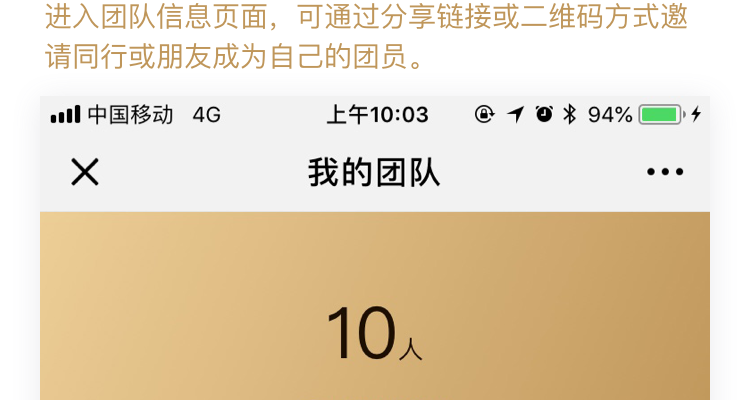 进入团队信息页面，可通过分享链接或二维码方式邀
请同行或朋友成为自己的团员。
中国移动 4G 上午10:03 94%
我的团队
10人